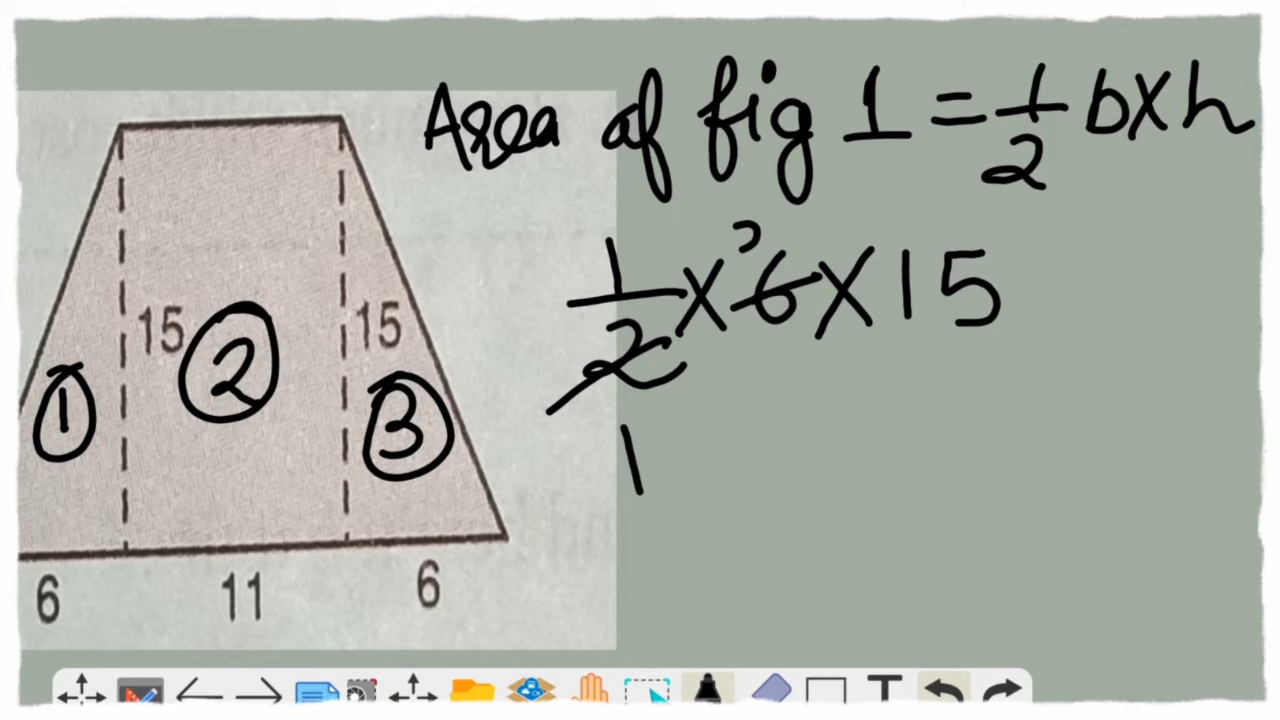 Area of fig 1 = 1/2 b X h
1/2 X 6 X 15
3
1
15 15
1 2 3
6 11 6
T